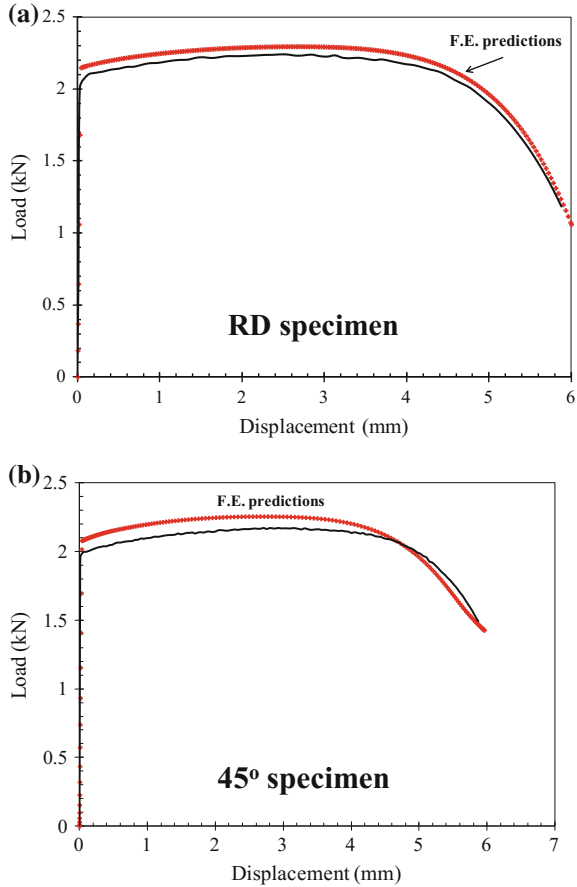 (a)
2.5
F.E. predictions
2
1.5
Load (kN)
1
0.5
RD specimen
0
0 1 2 3 4 5 6
Displacement (mm)
(b)
2.5
F.E. predictions
2
1.5
Load (kN)
1
0.5
45º specimen
0
0 1 2 3 4 5 6 7
Displacement (mm)